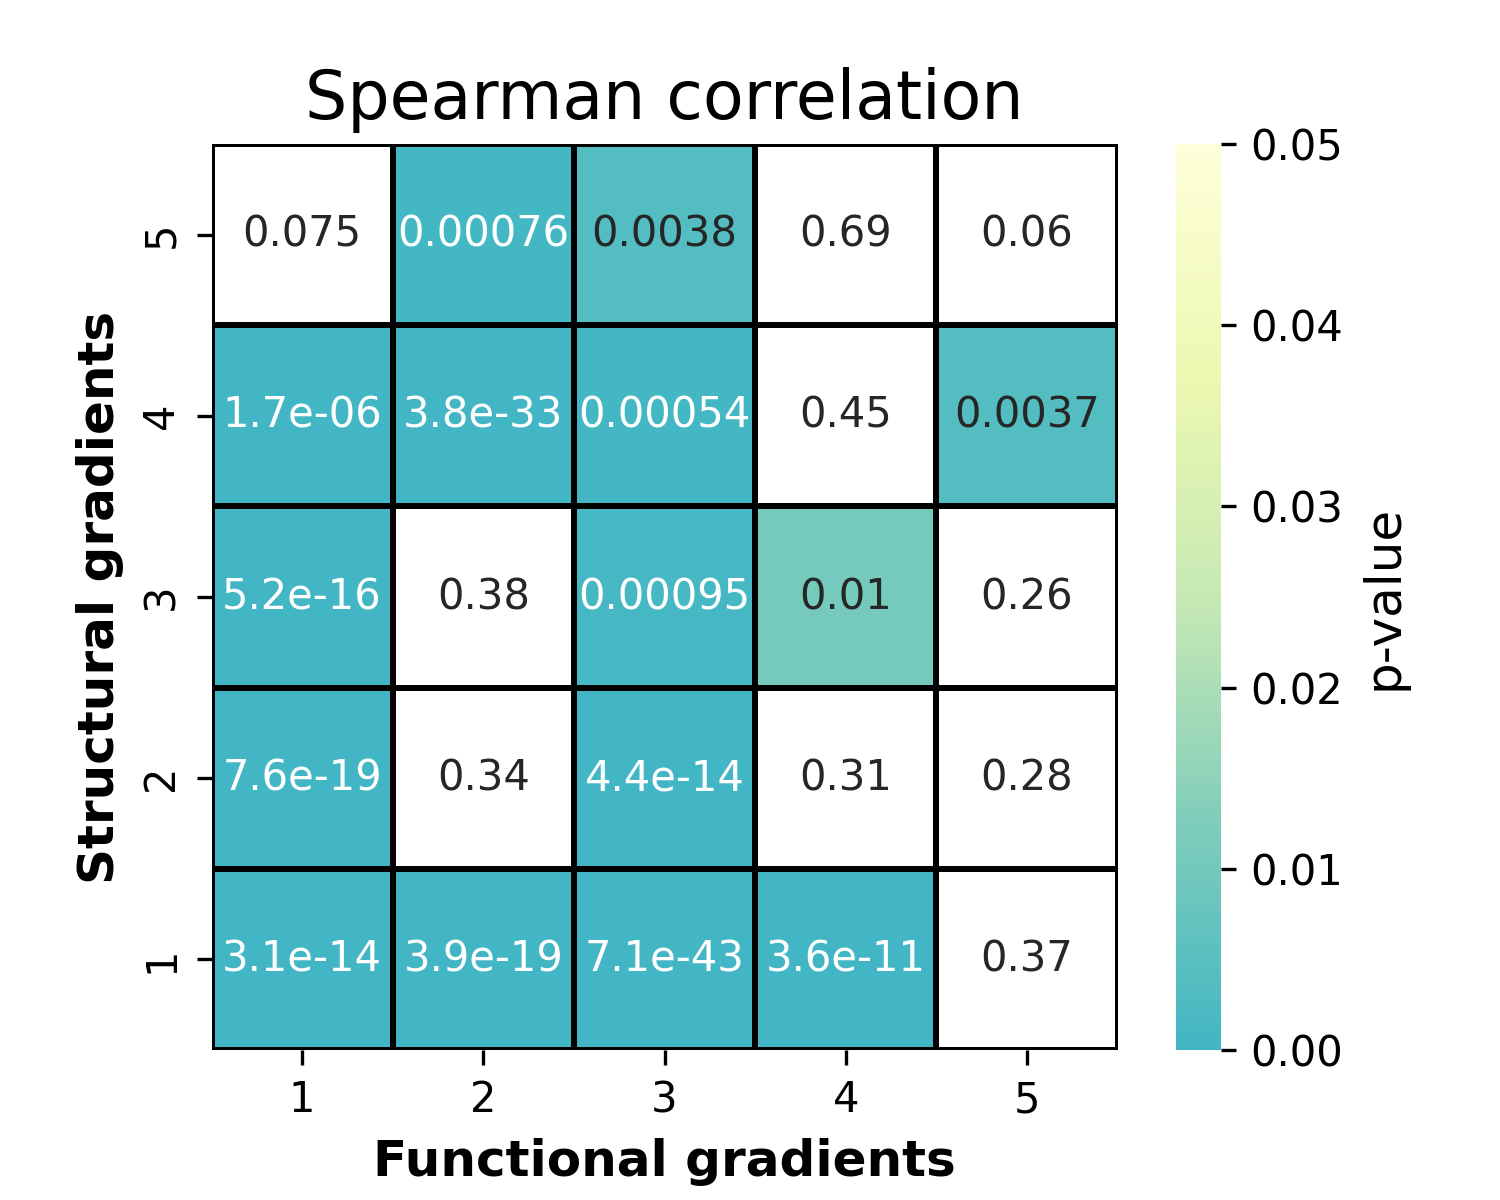 Spearman correlation
0.075 0.00076 0.0038 0.69 0.06
1.7e-06 3.8e-33 0.00054 0.45 0.0037
5.2e-16 0.38 0.00095 0.01 0.26
7.6e-19 0.34 4.4e-14 0.31 0.28
3.1e-14 3.9e-19 7.1e-43 3.6e-11 0.37
5
4
3
2
1
Structural gradients
1 2 3 4 5
Functional gradients
0.05
0.04
0.03
0.02
0.01
0.00
p-value